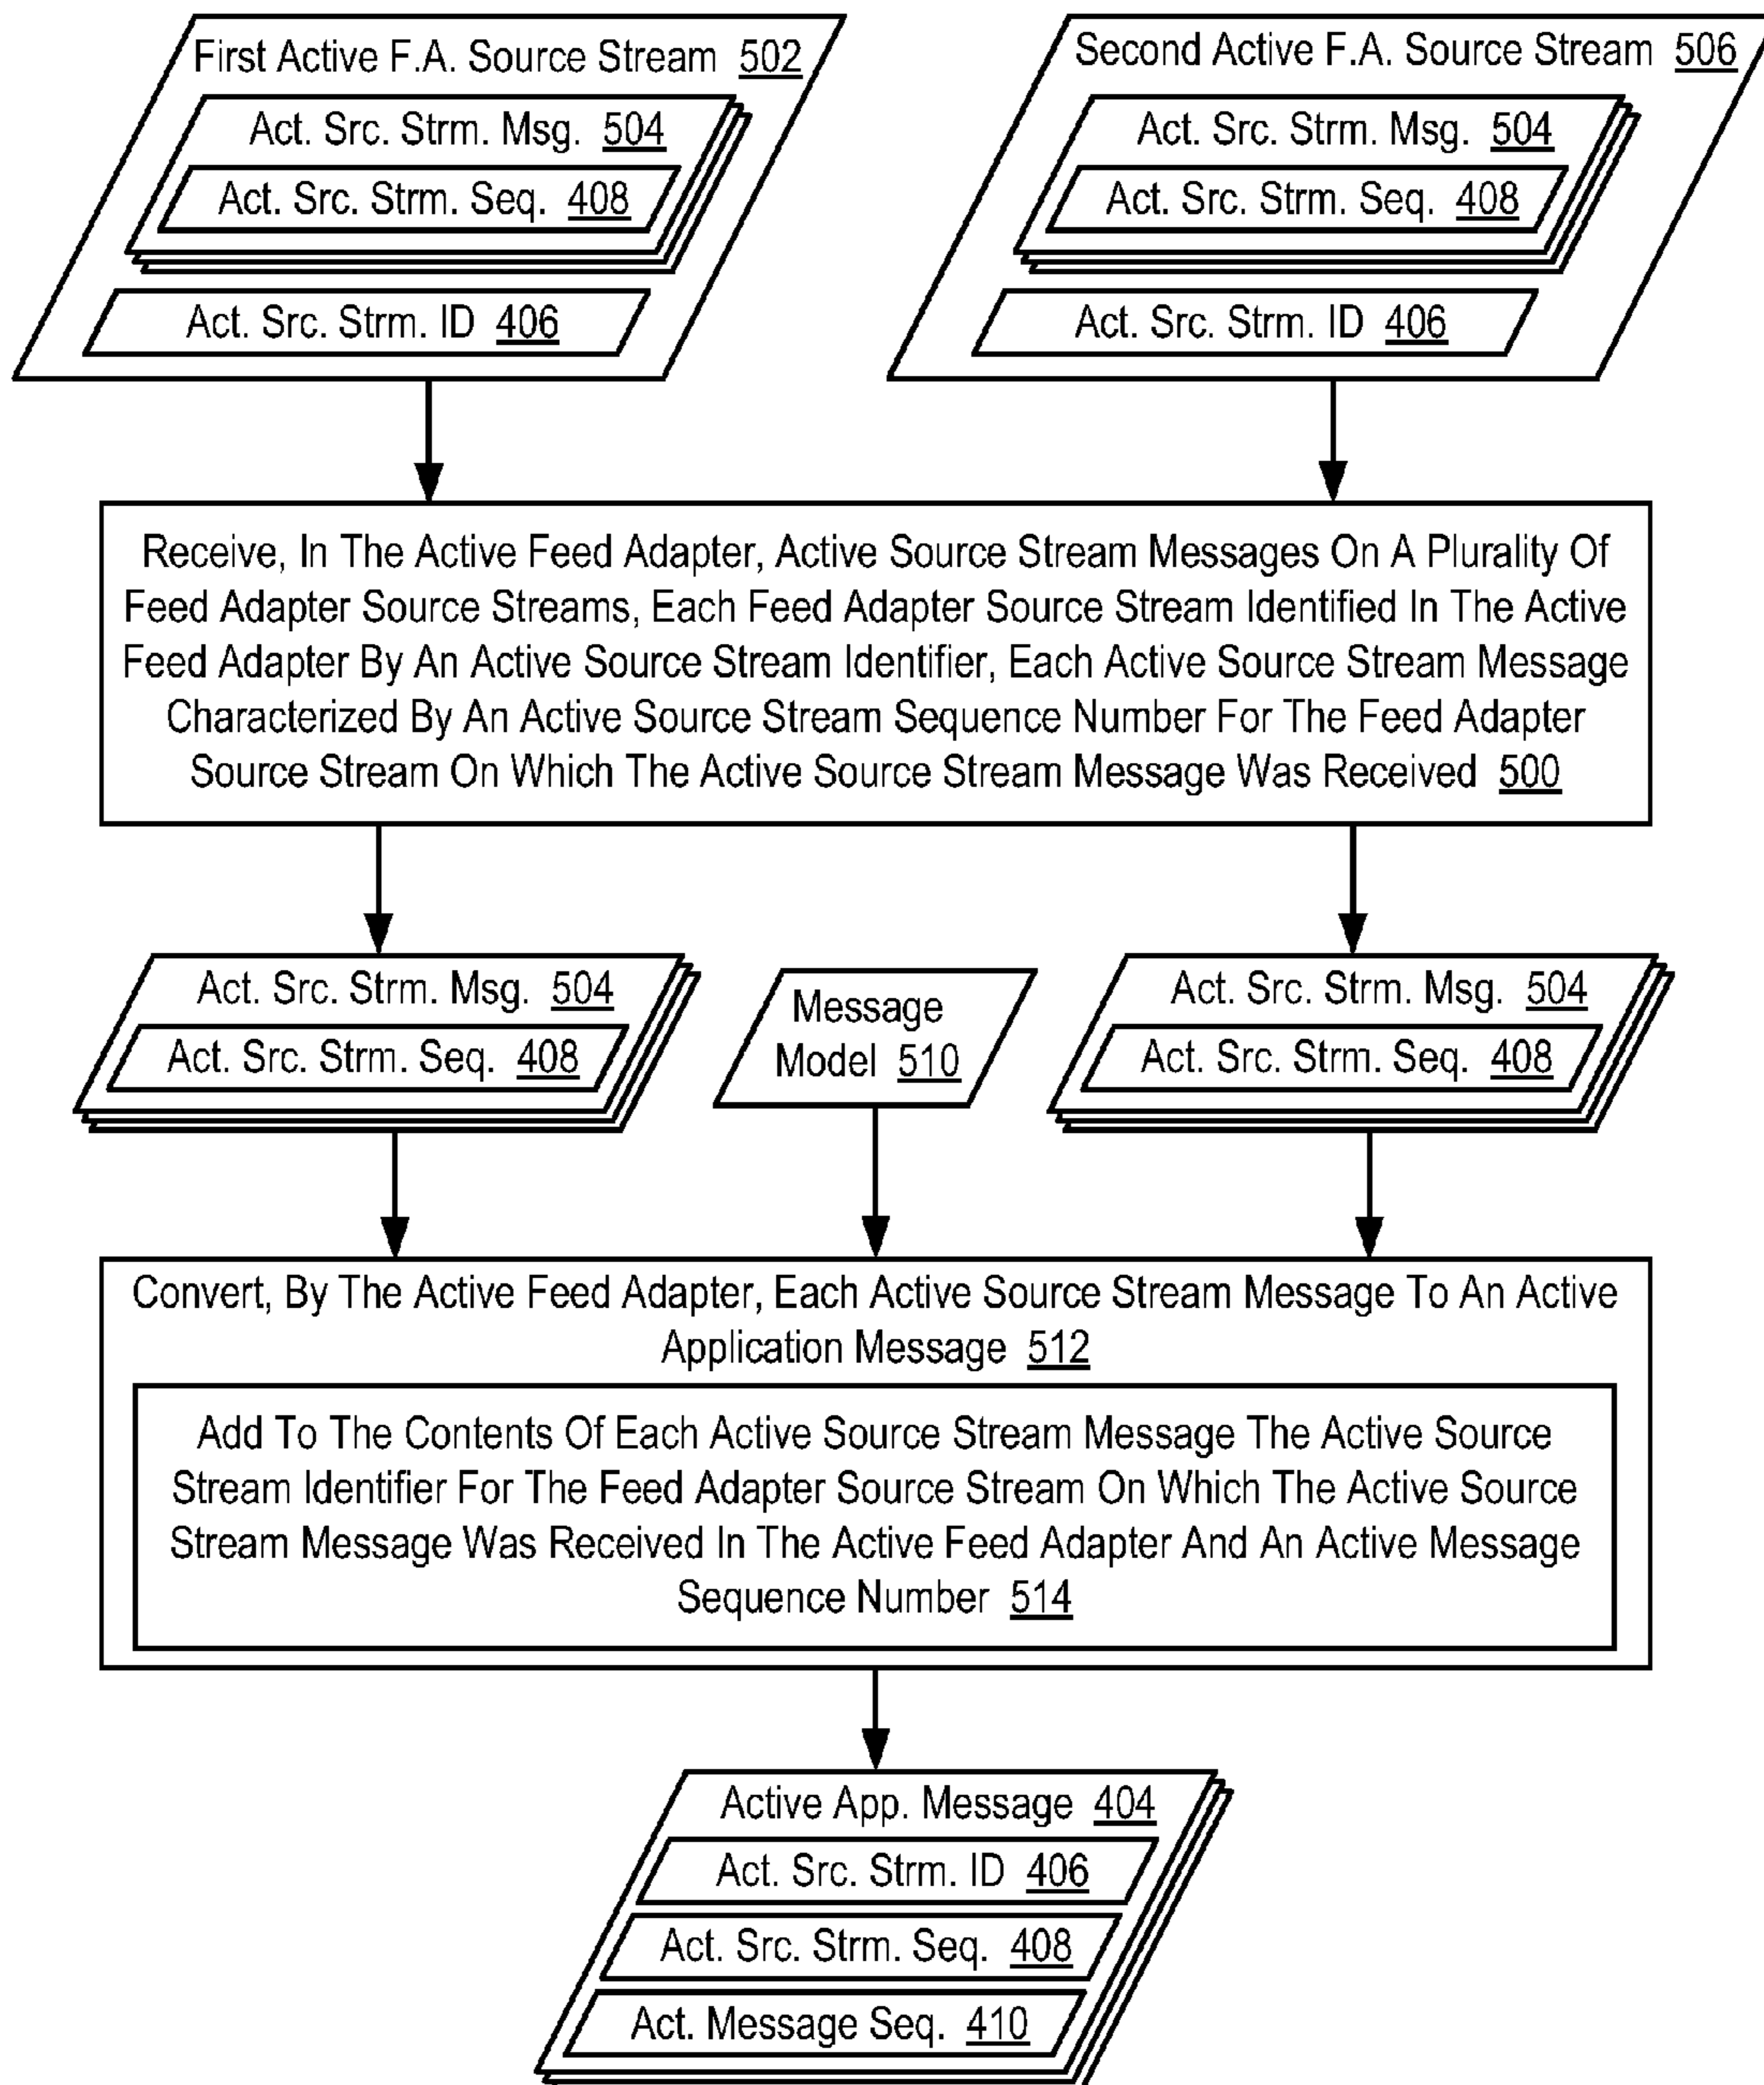 First Active F.A. Source Stream 502
Act. Src. Strm. Msg. 504
Act. Src. Strm. Seq. 408
Act. Src. Strm. ID 406
Second Active F.A. Source Stream 506
Act. Src. Strm. Msg. 504
Act. Src. Strm. Seq. 408
Act. Src. Strm. ID 406
Receive, In The Active Feed Adapter, Active Source Stream Messages On A Plurality Of
Feed Adapter Source Streams, Each Feed Adapter Source Stream Identified In The Active
Feed Adapter By An Active Source Stream Identifier, Each Active Source Stream Message
Characterized By An Active Source Stream Sequence Number For The Feed Adapter
Source Stream On Which The Active Source Stream Message Was Received 500
Act. Src. Strm. Msg. 504
Act. Src. Strm. Seq. 408
Message
Model 510
Act. Src. Strm. Msg. 504
Act. Src. Strm. Seq. 408
Convert, By The Active Feed Adapter, Each Active Source Stream Message To An Active
Application Message 512
Add To The Contents Of Each Active Source Stream Message The Active Source
Stream Identifier For The Feed Adapter Source Stream On Which The Active Source
Stream Message Was Received In The Active Feed Adapter And An Active Message
Sequence Number 514
Active App. Message 404
Act. Src. Strm. ID 406
Act. Src. Strm. Seq. 408
Act. Message Seq. 410